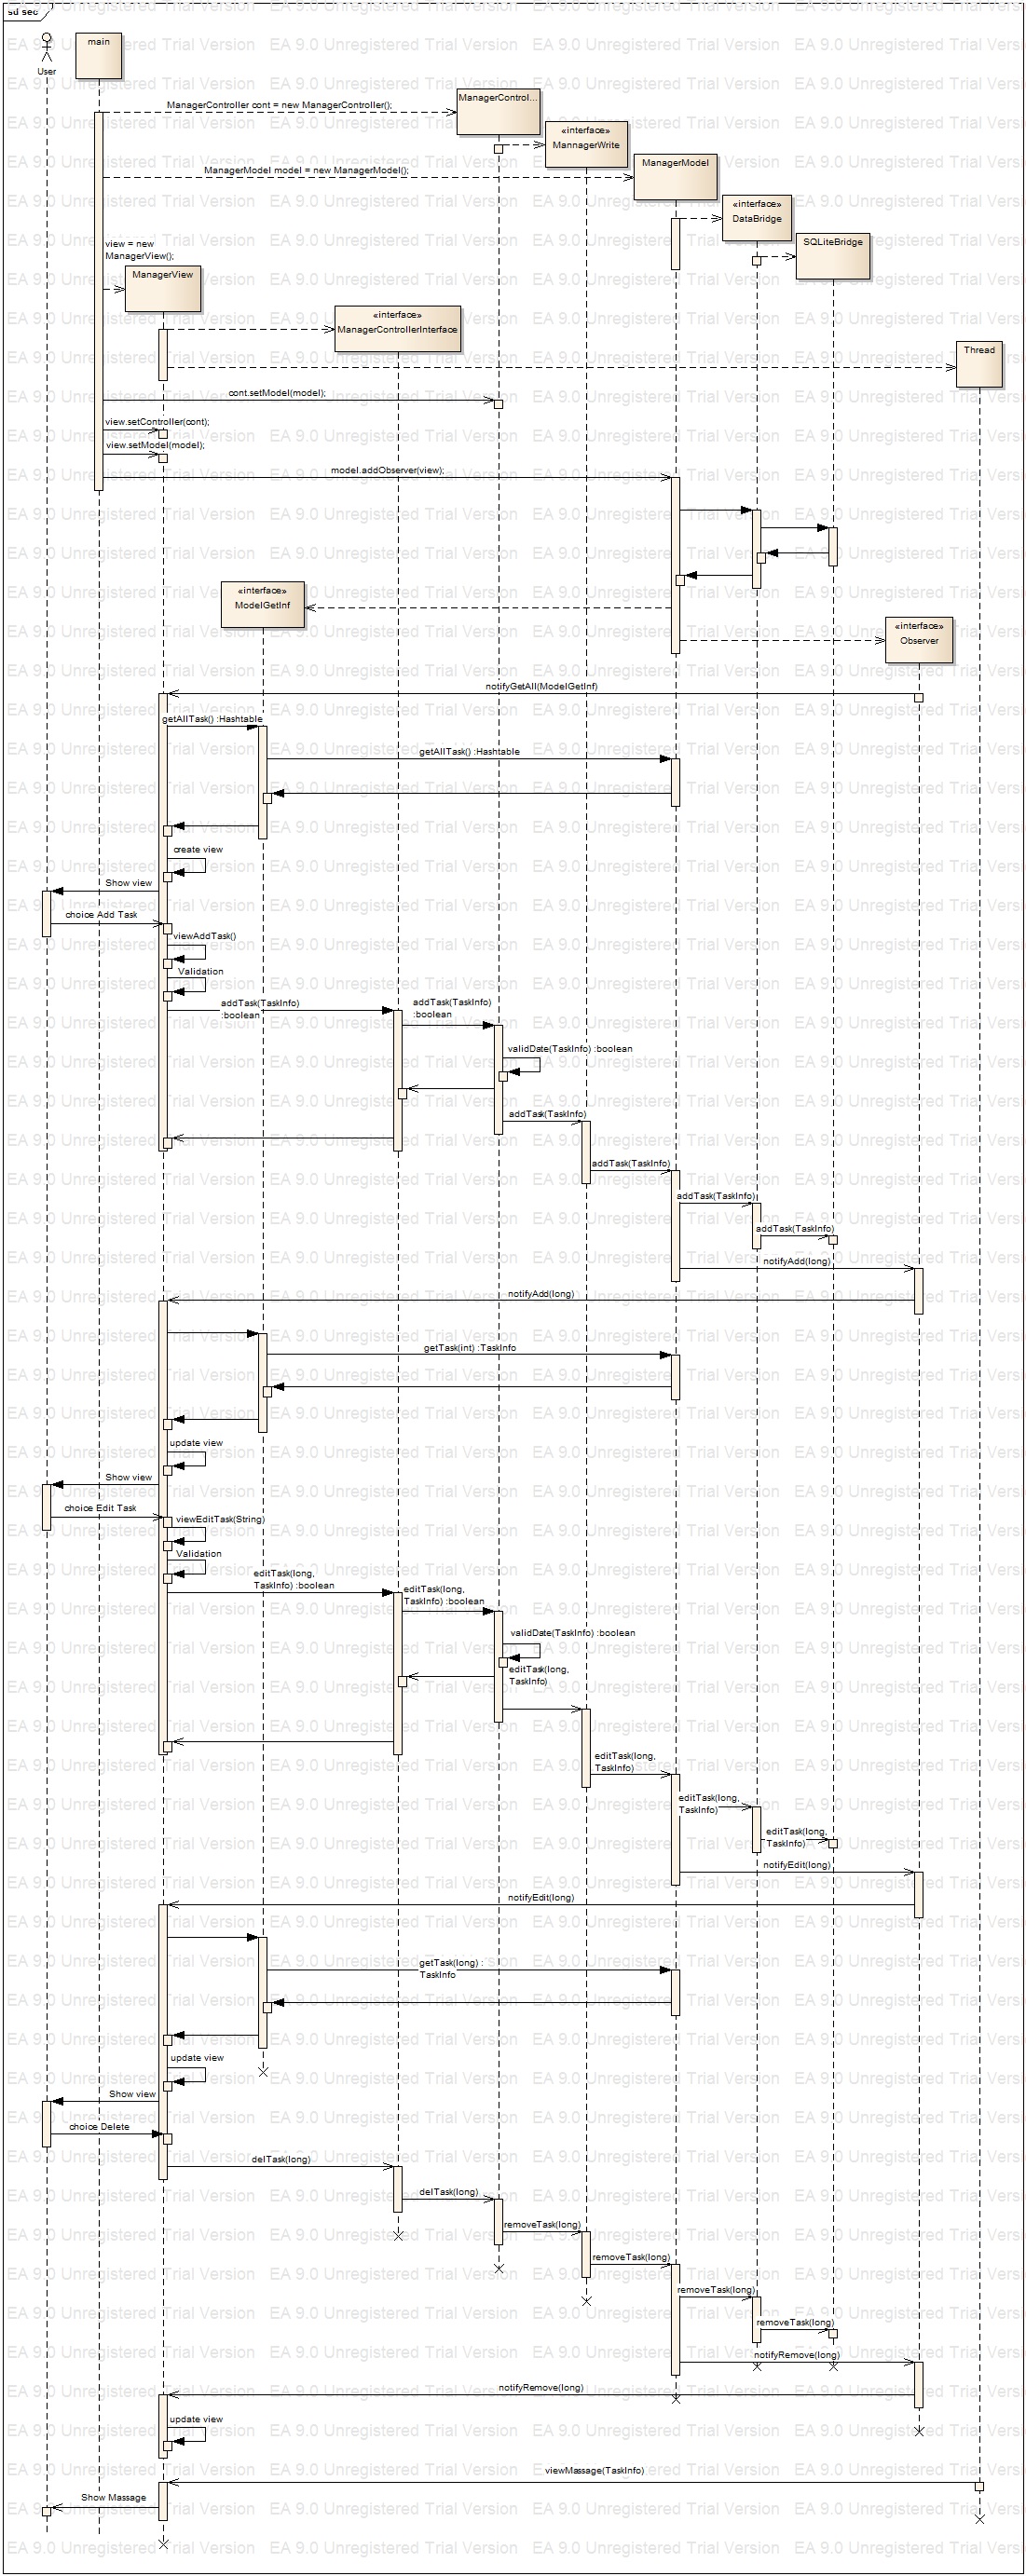 sd sec
User
main
ManagerController cont = new ManagerController();
ManagerControl...
«interface»
MannagerWrite
ManagerModel model = new ManagerModel();
ManagerModel
«interface»
DataBridge
SQLiteBridge
view = new
ManagerView();
ManagerView
«interface»
ManagerControllerInterface
Thread
cont.setModel(model);
view.setController(cont);
view.setModel(model);
model.addObserver(view);
«interface»
ModelGetInf
«interface»
Observer
notifyGetAll(ModelGetInf)
getAllTask() :Hashtable
getAllTask() :Hashtable
create view
Show view
choice Add Task
viewAddTask()
Validation
addTask(TaskInfo)
:boolean
addTask(TaskInfo)
:boolean
validDate(TaskInfo) :boolean
addTask(TaskInfo)
addTask(TaskInfo)
addTask(TaskInfo)
addTask(TaskInfo)
notifyAdd(long)
notifyAdd(long)
getTask(int) :TaskInfo
update view
Show view
choice Edit Task
viewEditTask(String)
Validation
editTask(long,
TaskInfo) :boolean
editTask(long,
TaskInfo) :boolean
validDate(TaskInfo) :boolean
editTask(long,
TaskInfo)
editTask(long,
TaskInfo)
editTask(long,
TaskInfo)
editTask(long,
TaskInfo)
notifyEdit(long)
notifyEdit(long)
getTask(long) :
TaskInfo
update view
Show view
choice Delete
delTask(long)
delTask(long)
removeTask(long)
removeTask(long)
removeTask(long)
removeTask(long)
notifyRemove(long)
notifyRemove(long)
update view
viewMassage(TaskInfo)
Show Massage
EA 9.0 Unregistered Trial Version